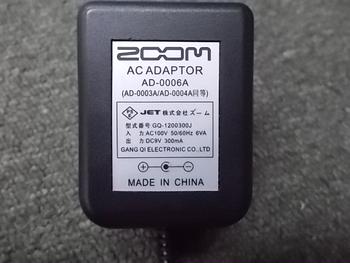 ZOOM
AC ADAPTOR
AD-0006A
(AD-0003A/AD-0004A同等)
JET 株式会社 ズーム
型式番号 GQ-1200300J
入 力 AC100V 50/60Hz 6VA
出 力 DC9V 300mA
GANG QI ELECTRONIC CO., LTD
MADE IN CHINA